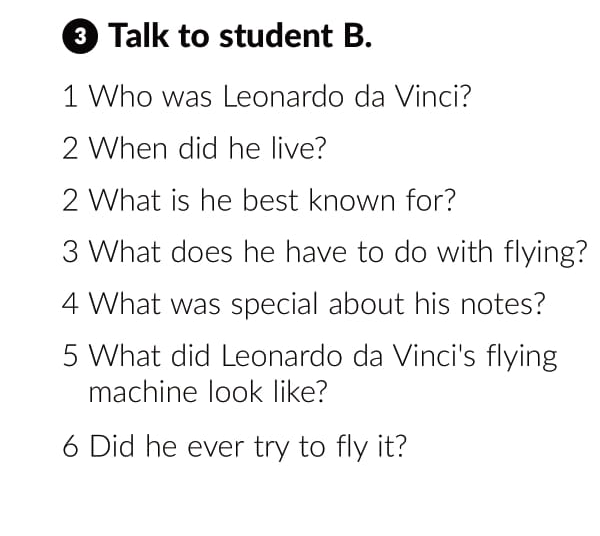 3 Talk to student B.
1 Who was Leonardo da Vinci?
2 When did he live?
2 What is he best known for?
3 What does he have to do with flying?
4 What was special about his notes?
5 What did Leonardo da Vinci's flying
machine look like?
6 Did he ever try to fly it?